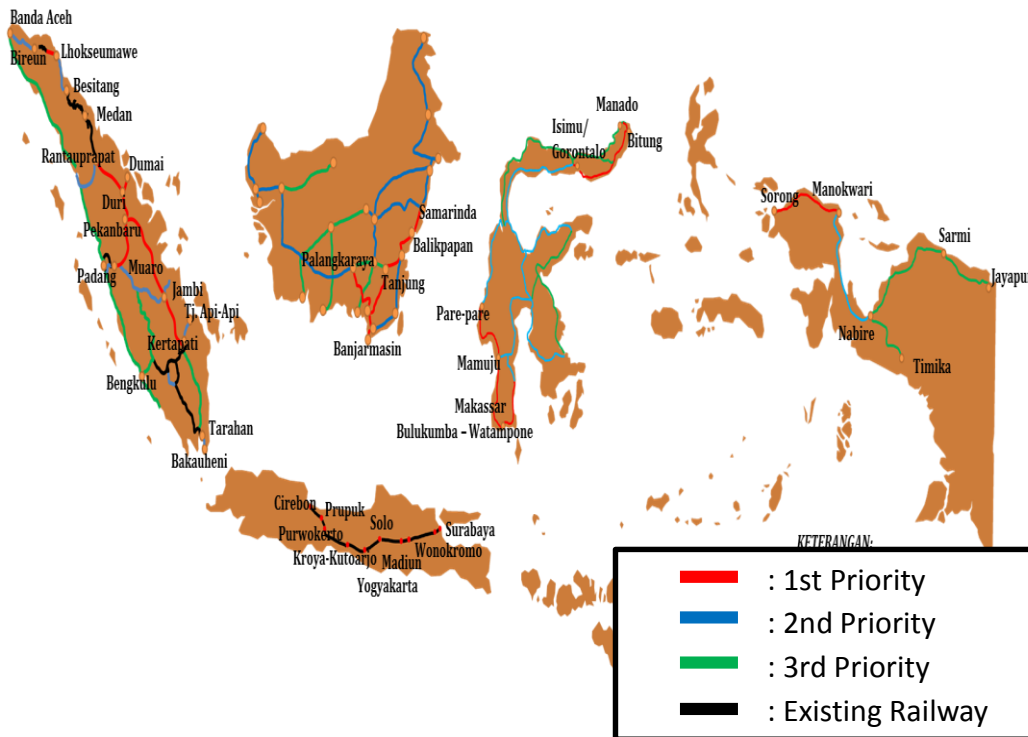 Banda Aceh
Bireun
Lhokseumawe
Besitang
Medan
Rantauprapat
Dumai
Duri
Pekanbaru
Padang
Muaro
Jambi
Tj. Api-Api
Kertapati
Bengkulu
Tarahan
Bakauheni
Samarinda
Balikpapan
Palangkaraya
Tanjung
Banjarmasin
Manado
Isimu/
Gorontalo
Bitung
Pare-pare
Mamuju
Makassar
Bulukumba – Watampone
Sorong
Manokwari
Sarmi
Jayapur
Nabire
Timika
Cirebon
Prupuk
Purwokerto
Kroya-Kutoarjo
Yogyakarta
Solo
Madiun
Wonokromo
Surabaya
KETERANGAN:
: 1st Priority
: 2nd Priority
: 3rd Priority
: Existing Railway